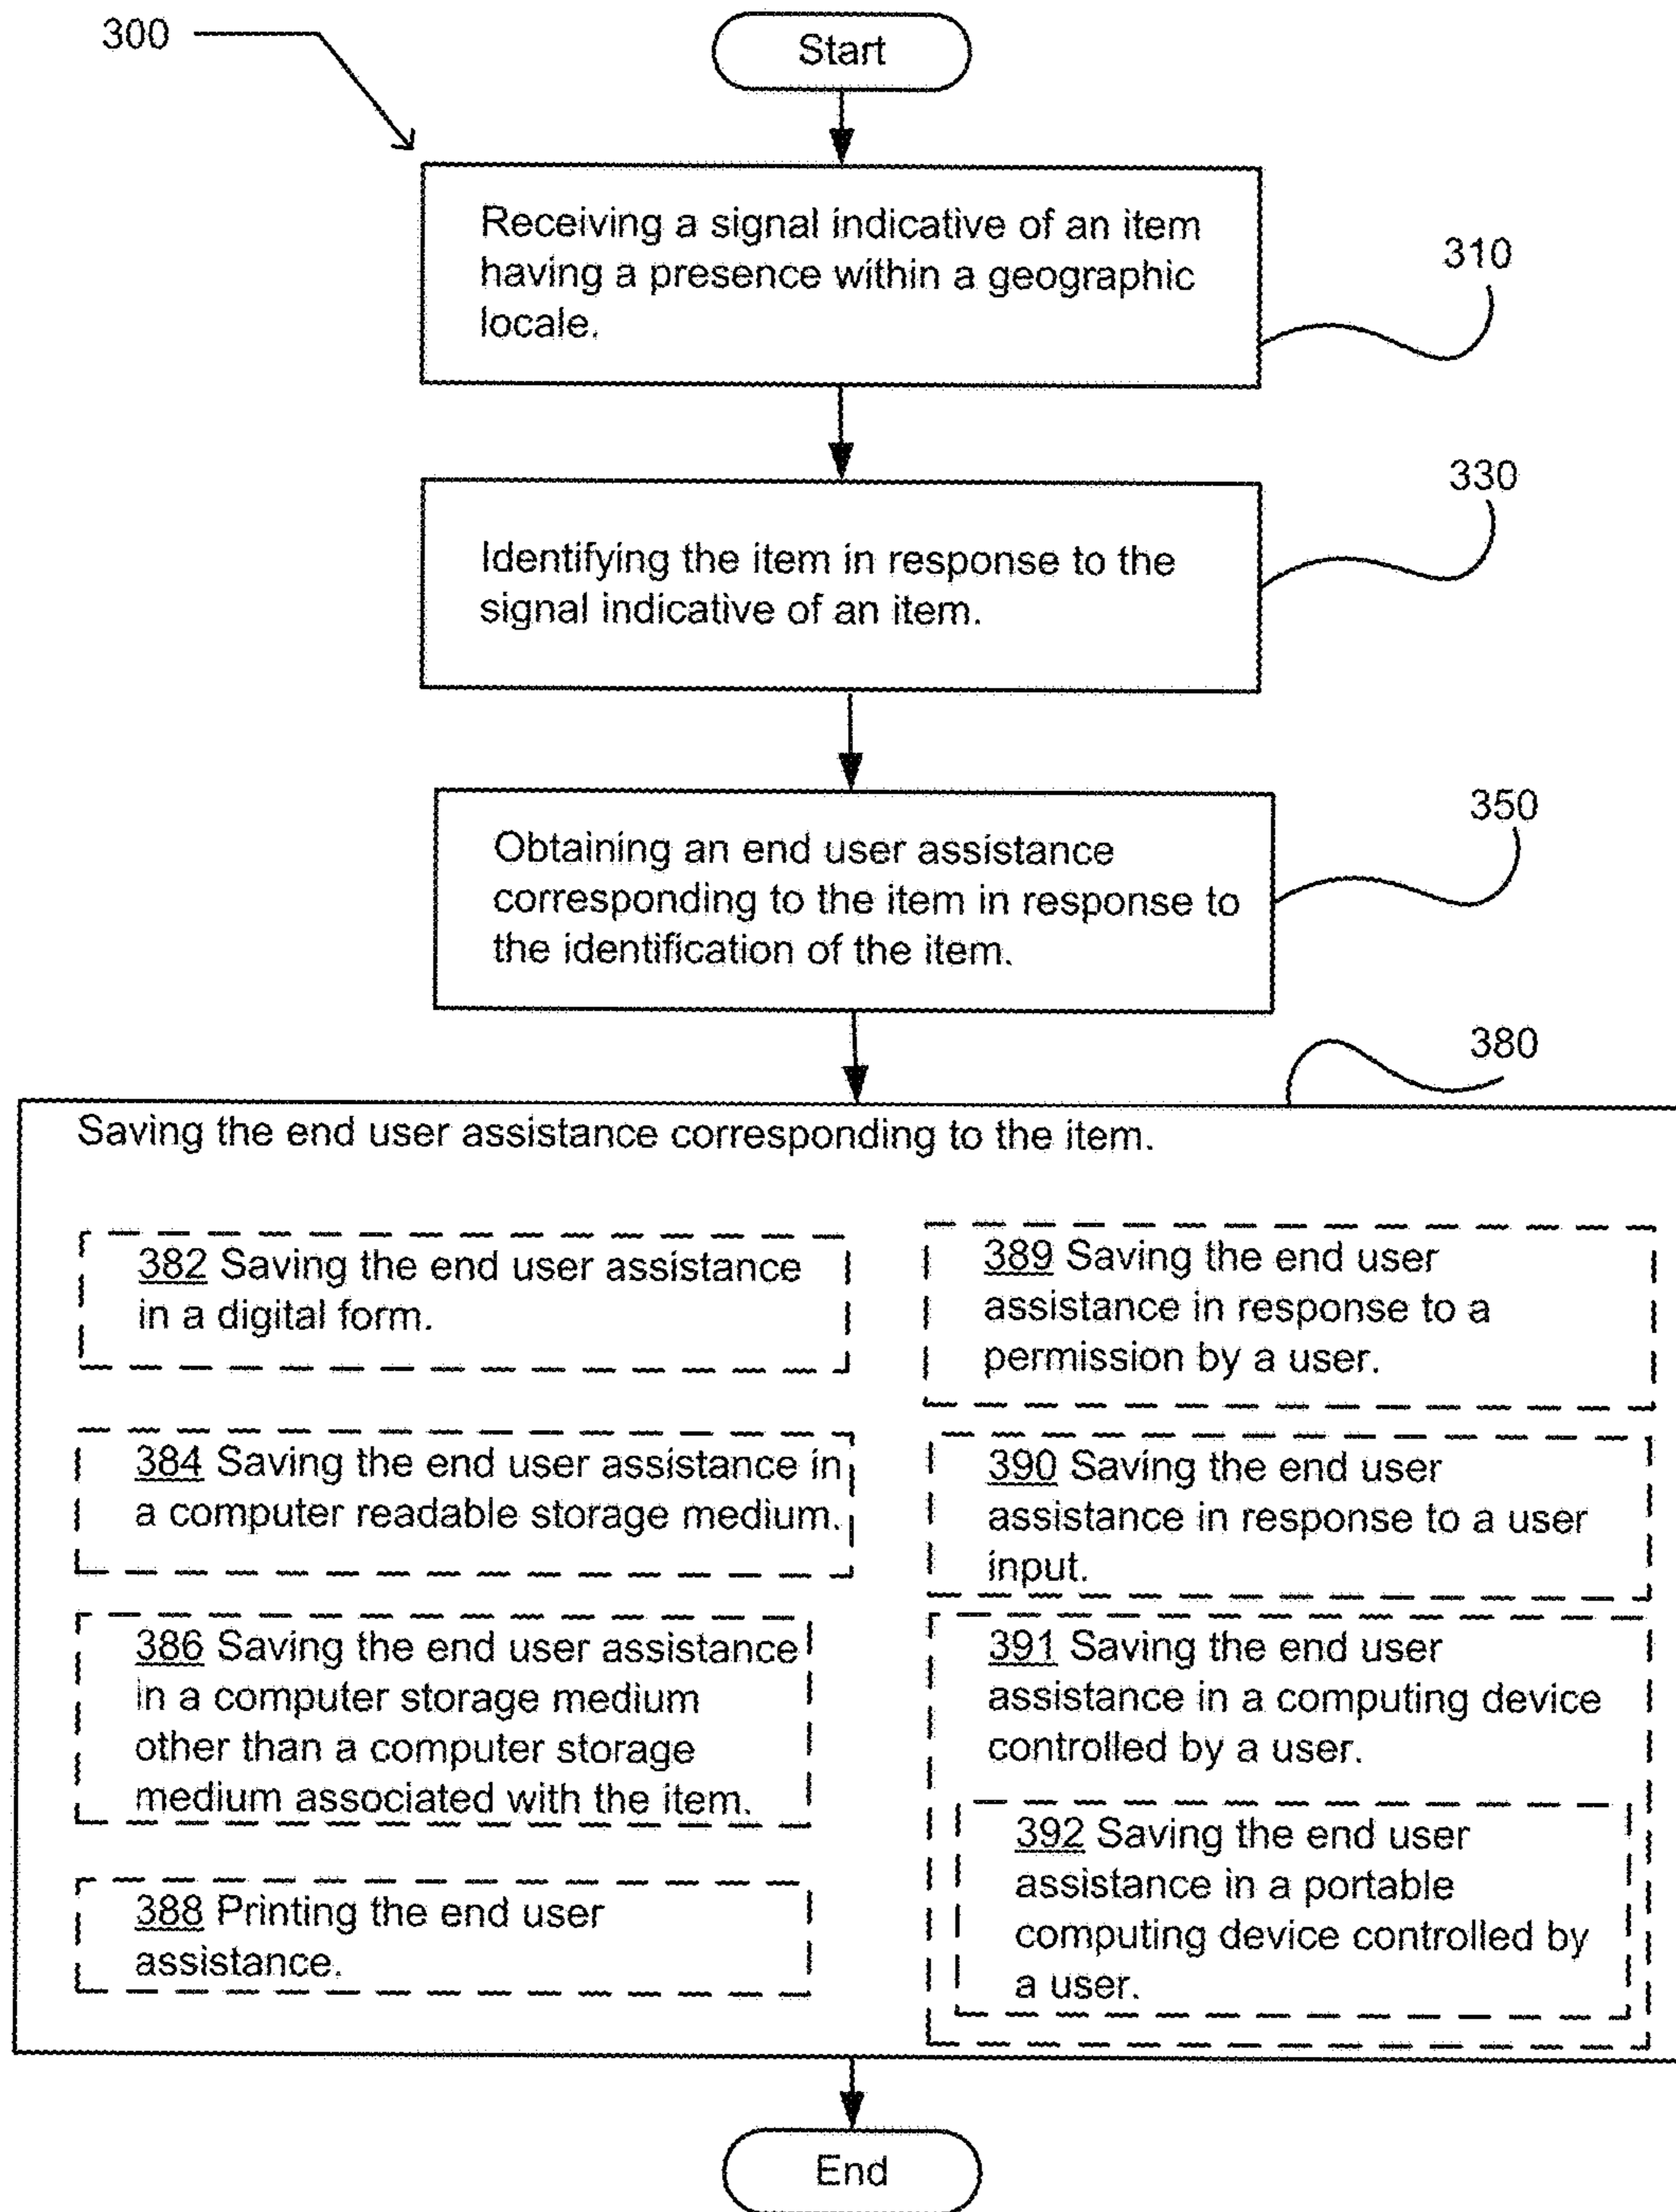 300
Start
Receiving a signal indicative of an item
having a presence within a geographic
locale.
310
Identifying the item in response to the
signal indicative of an item.
330
Obtaining an end user assistance
corresponding to the item in response to
the identification of the item.
350
380
Saving the end user assistance corresponding to the item.
382 Saving the end user assistance
in a digital form.
384 Saving the end user assistance in
a computer readable storage medium.
386 Saving the end user assistance
in a computer storage medium
other than a computer storage
medium associated with the item.
388 Printing the end user
assistance.
389 Saving the end user
assistance in response to a
permission by a user.
390 Saving the end user
assistance in response to a user
input.
391 Saving the end user
assistance in a computing device
controlled by a user.
392 Saving the end user
assistance in a portable
computing device controlled by
a user.
End